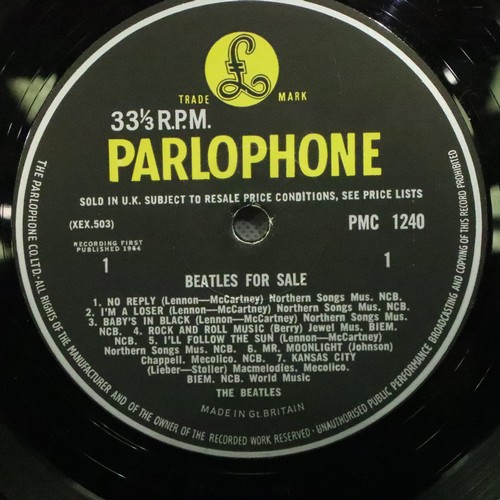 £
TRADE MARK
33⅓ R.P.M.
PARLOPHONE
SOLD IN U.K. SUBJECT TO RESALE PRICE CONDITIONS, SEE PRICE LISTS
(XEX.503)
PMC 1240
RECORDING FIRST
PUBLISHED 1964
1
1
BEATLES FOR SALE
1. NO REPLY (Lennon—McCartney) Northern Songs Mus. NCB.
2. I'M A LOSER (Lennon—McCartney) Northern Songs Mus. NCB.
3. BABY'S IN BLACK (Lennon—McCartney) Northern Songs Mus.
NCB. 4. ROCK AND ROLL MUSIC (Berry) Jewel Mus. BIEM.
NCB. 5. I'LL FOLLOW THE SUN (Lennon—McCartney)
Northern Songs Mus. NCB. 6. MR. MOONLIGHT (Johnson)
Chappell. Mecolico. NCB. 7. KANSAS CITY
(Lieber—Stoller) Macmelodies. Mecolico.
BIEM. NCB. World Music
THE BEATLES
MADE IN Gt. BRITAIN
THE PARLOPHONE CO. LTD.- ALL RIGHTS OF THE MANUFACTURER AND OF THE OWNER OF THE RECORDED WORK RESERVED - UNAUTHORISED PUBLIC PERFORMANCE BROADCASTING AND COPYING OF THIS RECORD PROHIBITED